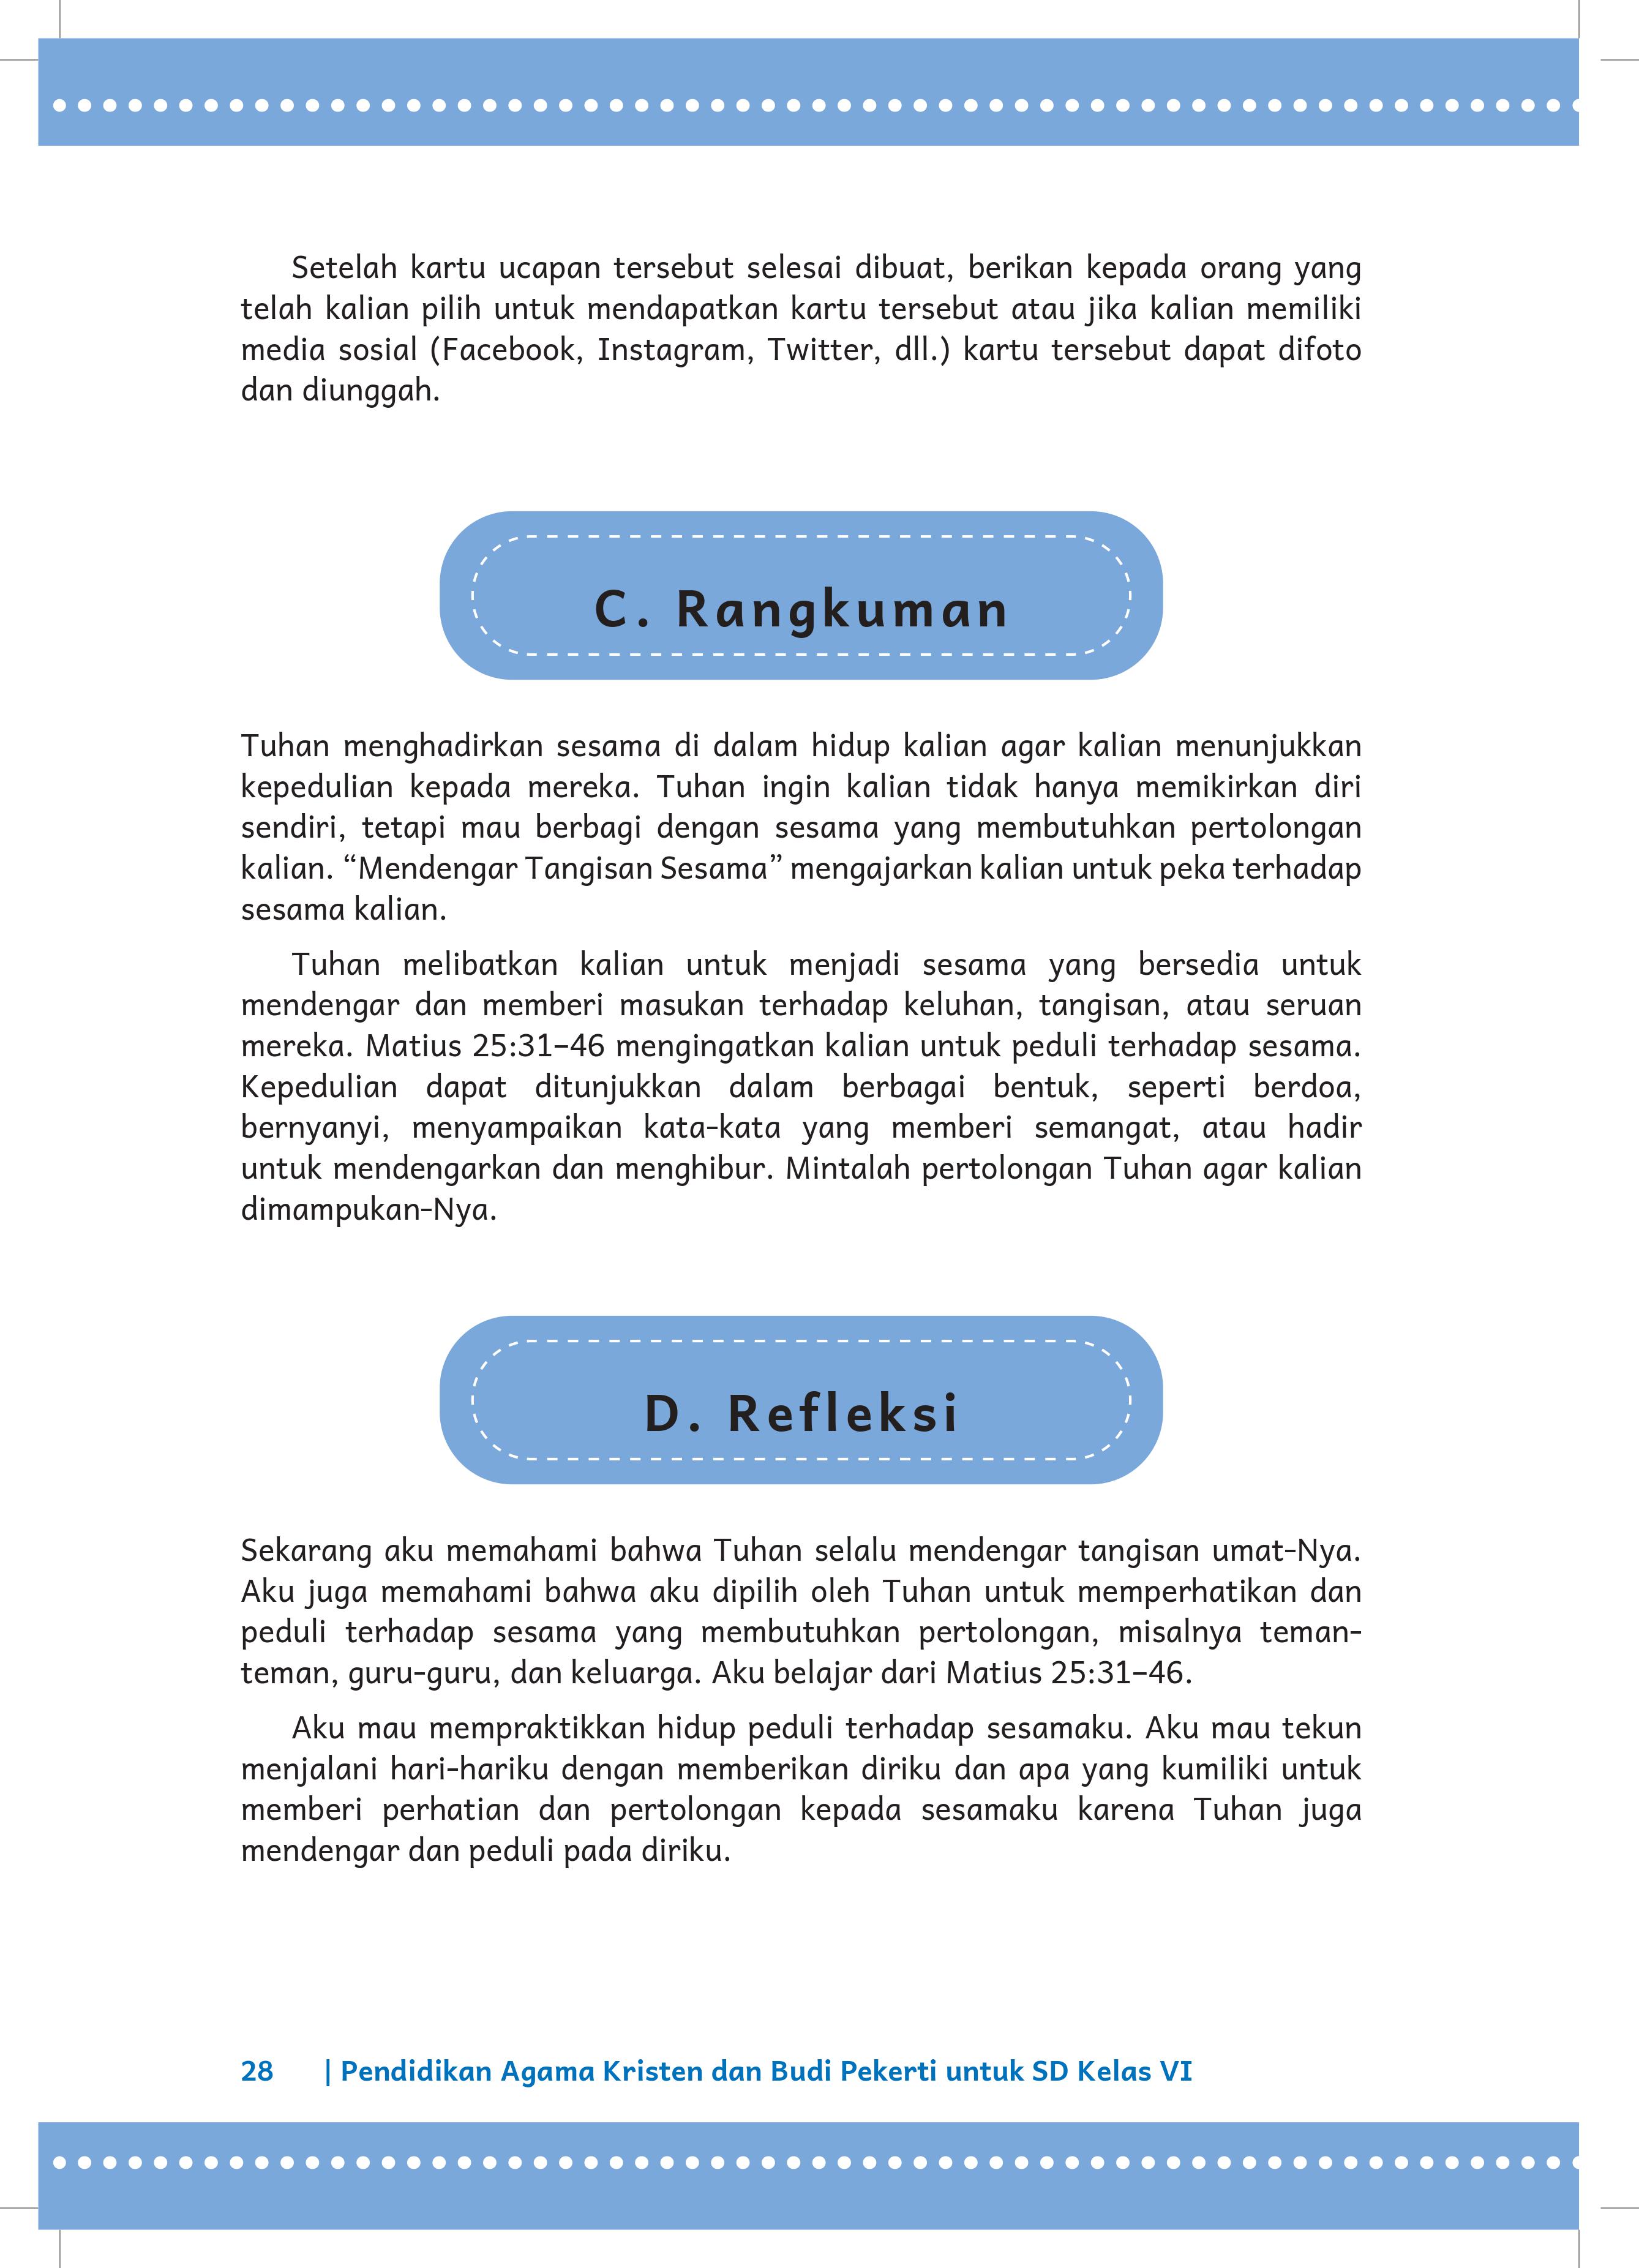 Setelah kartu ucapan tersebut selesai dibuat, berikan kepada orang yang
telah kalian pilih untuk mendapatkan kartu tersebut atau jika kalian memiliki
media sosial (Facebook, Instagram, Twitter, dll.) kartu tersebut dapat difoto
dan diunggah.
C. Rangkuman
Tuhan menghadirkan sesama di dalam hidup kalian agar kalian menunjukkan
kepedulian kepada mereka. Tuhan ingin kalian tidak hanya memikirkan diri
sendiri, tetapi mau berbagi dengan sesama yang membutuhkan pertolongan
kalian. “Mendengar Tangisan Sesama” mengajarkan kalian untuk peka terhadap
sesama kalian.
Tuhan melibatkan kalian untuk menjadi sesama yang bersedia untuk
mendengar dan memberi masukan terhadap keluhan, tangisan, atau seruan
mereka. Matius 25:31–46 mengingatkan kalian untuk peduli terhadap sesama.
Kepedulian dapat ditunjukkan dalam berbagai bentuk, seperti berdoa,
bernyanyi, menyampaikan kata-kata yang memberi semangat, atau hadir
untuk mendengarkan dan menghibur. Mintalah pertolongan Tuhan agar kalian
dimampukan-Nya.
D. Refleksi
Sekarang aku memahami bahwa Tuhan selalu mendengar tangisan umat-Nya.
Aku juga memahami bahwa aku dipilih oleh Tuhan untuk memperhatikan dan
peduli terhadap sesama yang membutuhkan pertolongan, misalnya teman-
teman, guru-guru, dan keluarga. Aku belajar dari Matius 25:31–46.
Aku mau mempraktikkan hidup peduli terhadap sesamaku. Aku mau tekun
menjalani hari-hariku dengan memberikan diriku dan apa yang kumiliki untuk
memberi perhatian dan pertolongan kepada sesamaku karena Tuhan juga
mendengar dan peduli pada diriku.
28 | Pendidikan Agama Kristen dan Budi Pekerti untuk SD Kelas VI